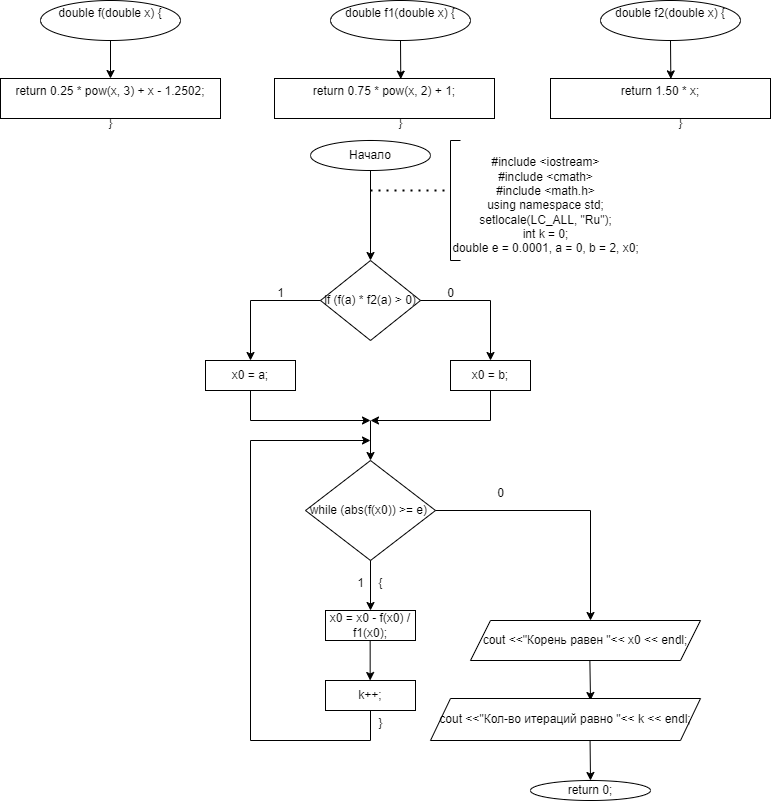 double f(double x) {
double f1(double x) {
double f2(double x) {
return 0.25 * pow(x, 3) + x - 1.2502;
return 0.75 * pow(x, 2) + 1;
return 1.50 * x;
}
}
}
Начало
#include <iostream>
#include <cmath>
#include <math.h>
using namespace std;
setlocale(LC_ALL, "Ru");
int k = 0;
double e = 0.0001, a = 0, b = 2, x0;
1
if (f(a) * f2(a) > 0)
0
x0 = a;
x0 = b;
while (abs(f(x0)) >= e)
0
1 {
x0 = x0 - f(x0) /
f1(x0);
cout <<"Корень равен "<< x0 << endl;
k++;
}
cout <<"Кол-во итераций равно "<< k << endl;
return 0;